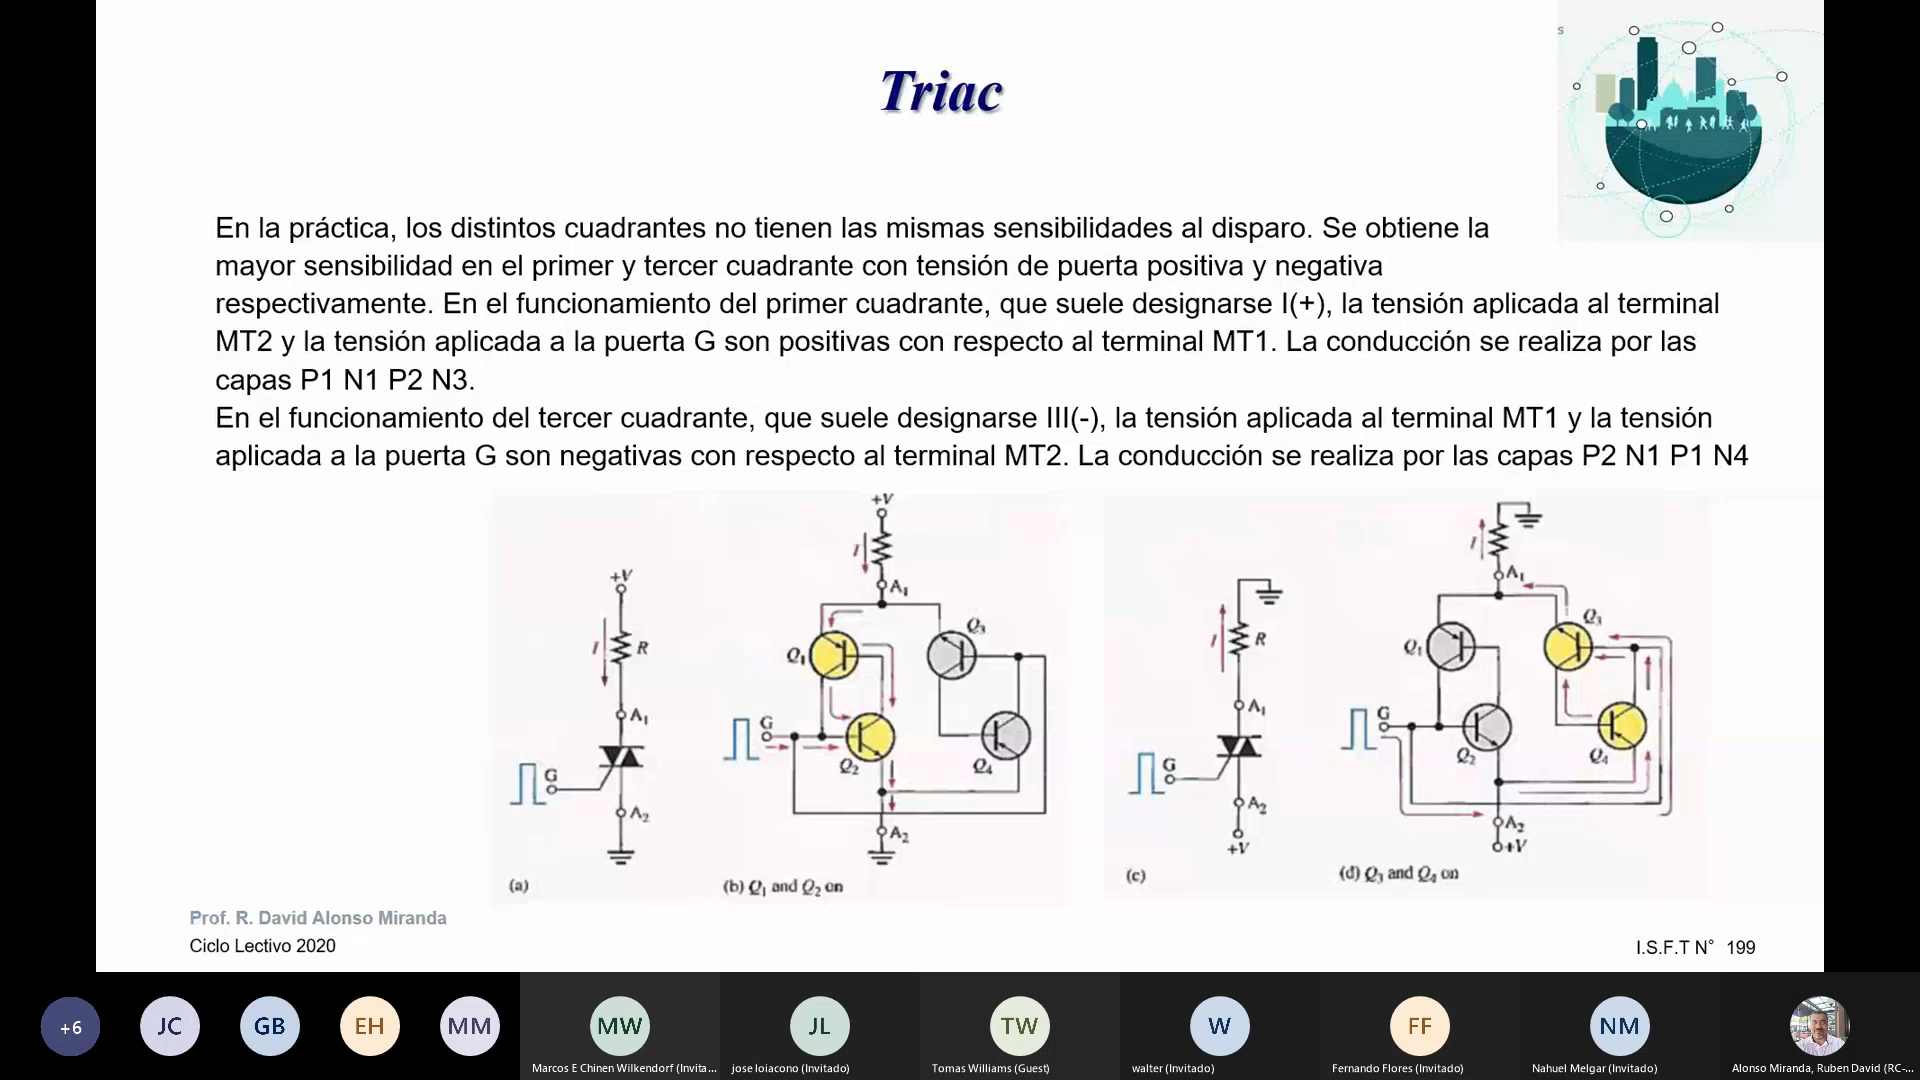 s
Triac
En la práctica, los distintos cuadrantes no tienen las mismas sensibilidades al disparo. Se obtiene la
mayor sensibilidad en el primer y tercer cuadrante con tensión de puerta positiva y negativa
respectivamente. En el funcionamiento del primer cuadrante, que suele designarse I(+), la tensión aplicada al terminal
MT2 y la tensión aplicada a la puerta G son positivas con respecto al terminal MT1. La conducción se realiza por las
capas P1 N1 P2 N3.
En el funcionamiento del tercer cuadrante, que suele designarse III(-), la tensión aplicada al terminal MT1 y la tensión
aplicada a la puerta G son negativas con respecto al terminal MT2. La conducción se realiza por las capas P2 N1 P1 N4
+V
I
R
A1
G
A2
(a)
+V
I
A1
Q1
Q3
G
Q2
Q4
A2
(b) Q1 and Q2 on
I
R
A1
G
A2
+V
(c)
I
A1
Q1
Q3
G
Q2
Q4
A2
+V
(d) Q3 and Q4 on
Prof. R. David Alonso Miranda
Ciclo Lectivo 2020
I.S.F.T N° 199
+6
JC
GB
EH
MM
MW
JL
TW
W
FF
NM
Marcos E Chinen Wilkendorf (Invita...
jose loiacono (Invitado)
Tomas Williams (Guest)
walter (Invitado)
Fernando Flores (Invitado)
Nahuel Melgar (Invitado)
Alonso Miranda, Ruben David (RC-...